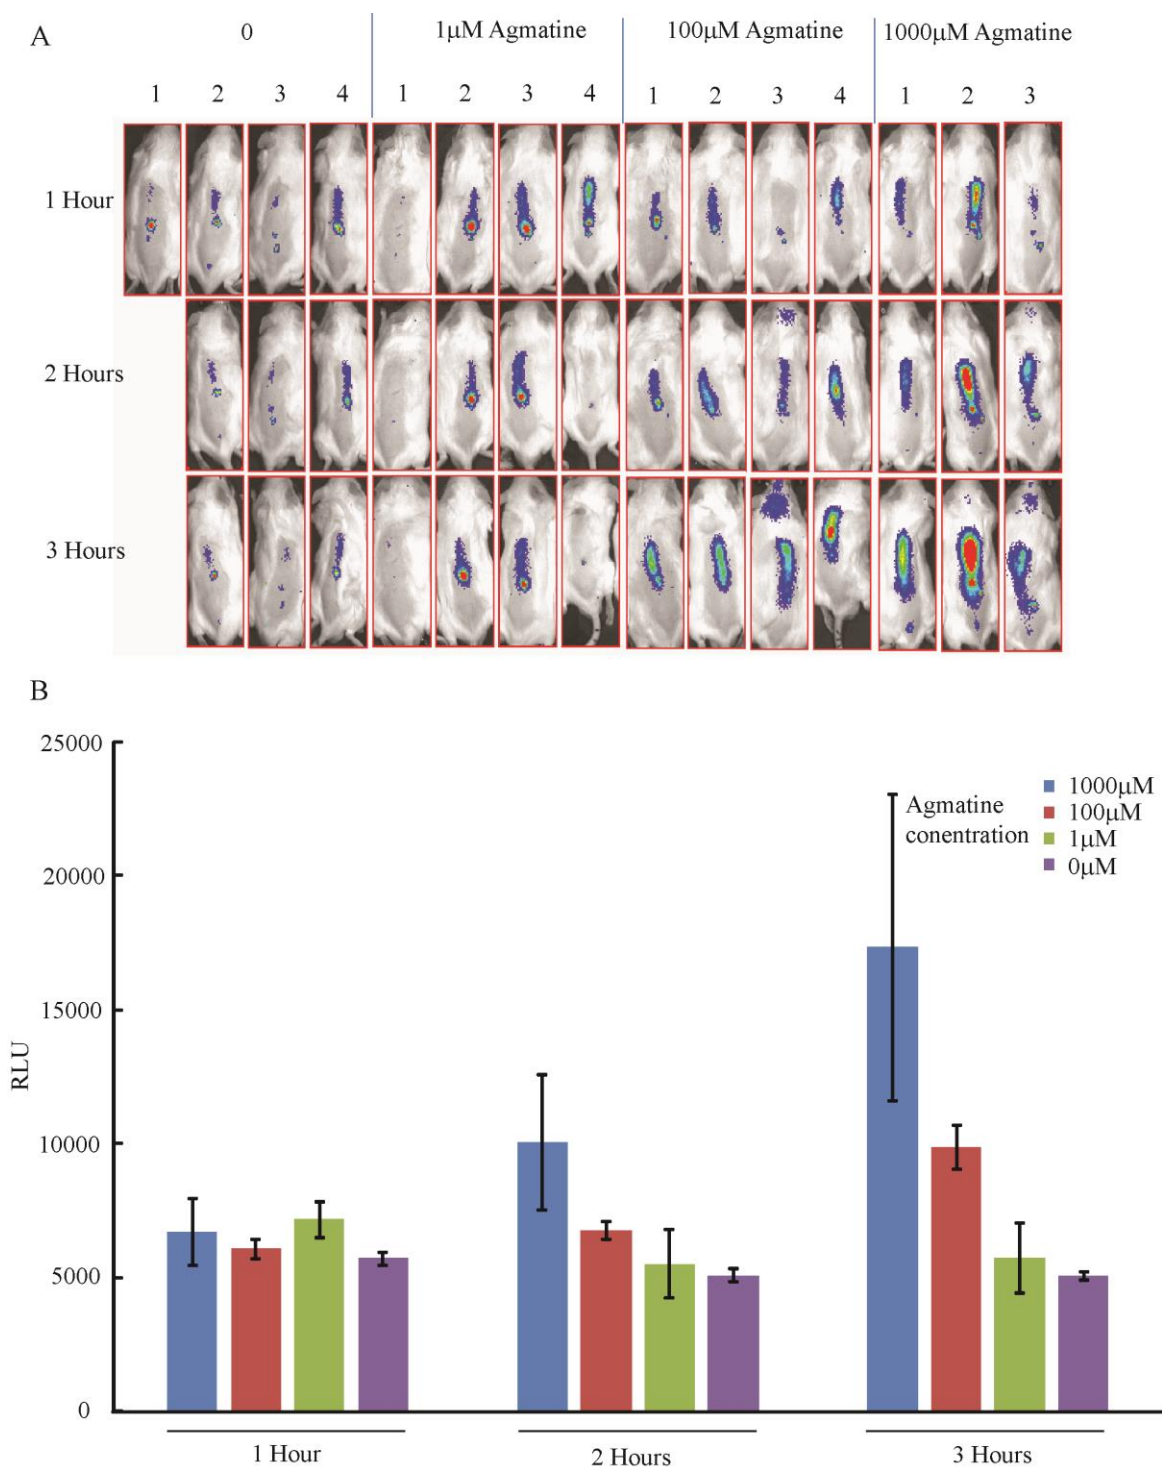 A
0 1μM Agmatine 100μM Agmatine 1000μM Agmatine
1 2 3 4 1 2 3 4 1 2 3 4 1 2 3
1 Hour
2 Hours
3 Hours
B
25000
20000
15000
10000
5000
0
RLU
Agmatine
conentration
1000μM
100μM
1μM
0μM
1 Hour 2 Hours 3 Hours